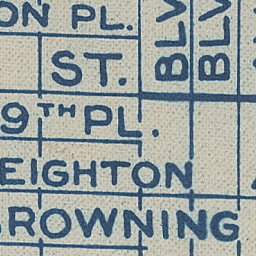 ON PL.
ST.
9TH PL.
EIGHTON
ROWNING
BLV
BLV